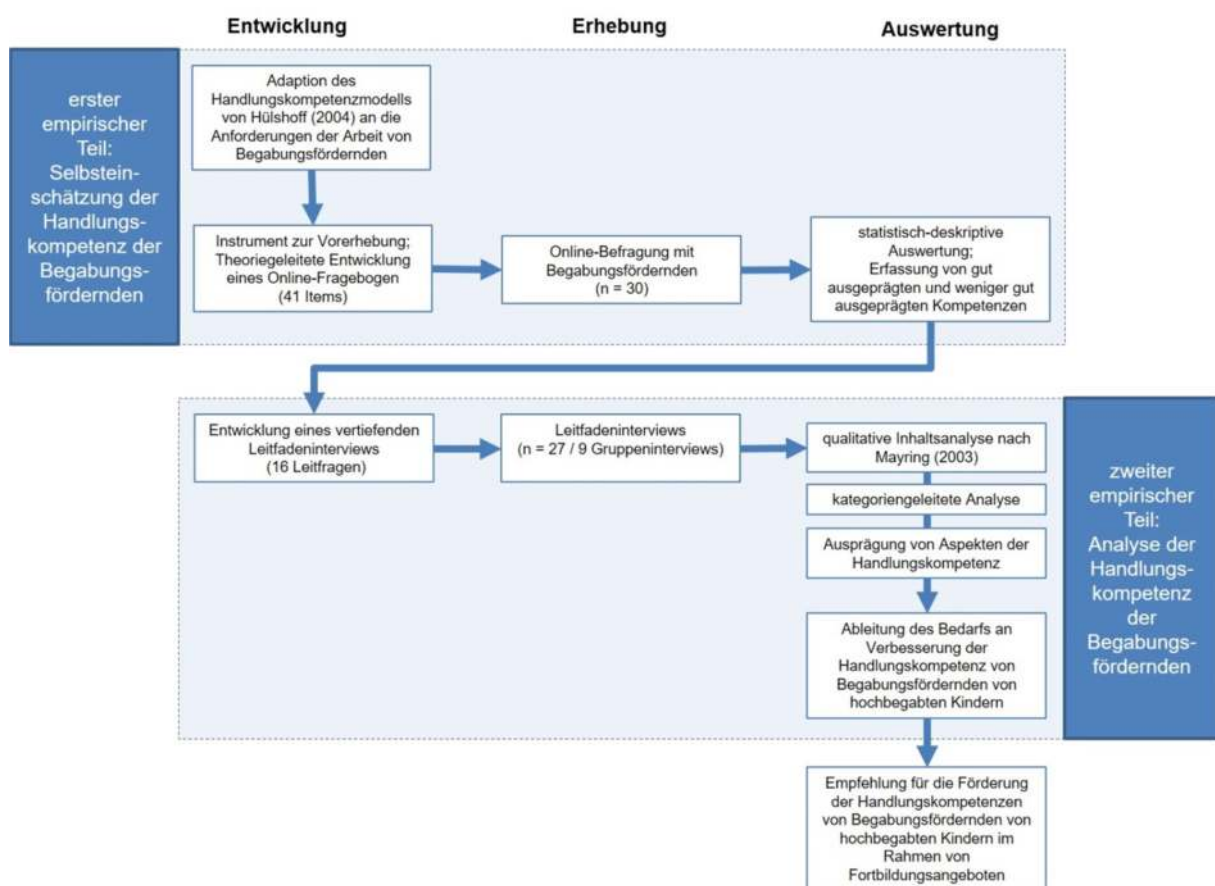 Entwicklung
Erhebung
Auswertung
erster
empirischer
Teil:
Selbstein-
schätzung der
Handlungs-
kompetenz der
Begabungs-
fördernden
Adaption des
Handlungskompetenzmodells
von Hülshoff (2004) an die
Anforderungen der Arbeit von
Begabungsfördernden
Instrument zur Vorerhebung;
Theoriegeleitete Entwicklung
eines Online-Fragebogen
(41 Items)
Online-Befragung mit
Begabungsfördernden
(n = 30)
statistisch-deskriptive
Auswertung;
Erfassung von gut
ausgeprägten und weniger gut
ausgeprägten Kompetenzen
Entwicklung eines vertiefenden
Leitfadeninterviews
(16 Leitfragen)
Leitfadeninterviews
(n = 27 / 9 Gruppeninterviews)
qualitative Inhaltsanalyse nach
Mayring (2003)
kategoriengeleitete Analyse
Ausprägung von Aspekten der
Handlungskompetenz
Ableitung des Bedarfs an
Verbesserung der
Handlungskompetenz von
Begabungsfördernden von
hochbegabten Kindern
zweiter
empirischer
Teil:
Analyse der
Handlungs-
kompetenz
der
Begabungs-
fördernden
Empfehlung für die Förderung
der Handlungskompetenzen
von Begabungsfördernden von
hochbegabten Kindern im
Rahmen von
Fortbildungsangeboten